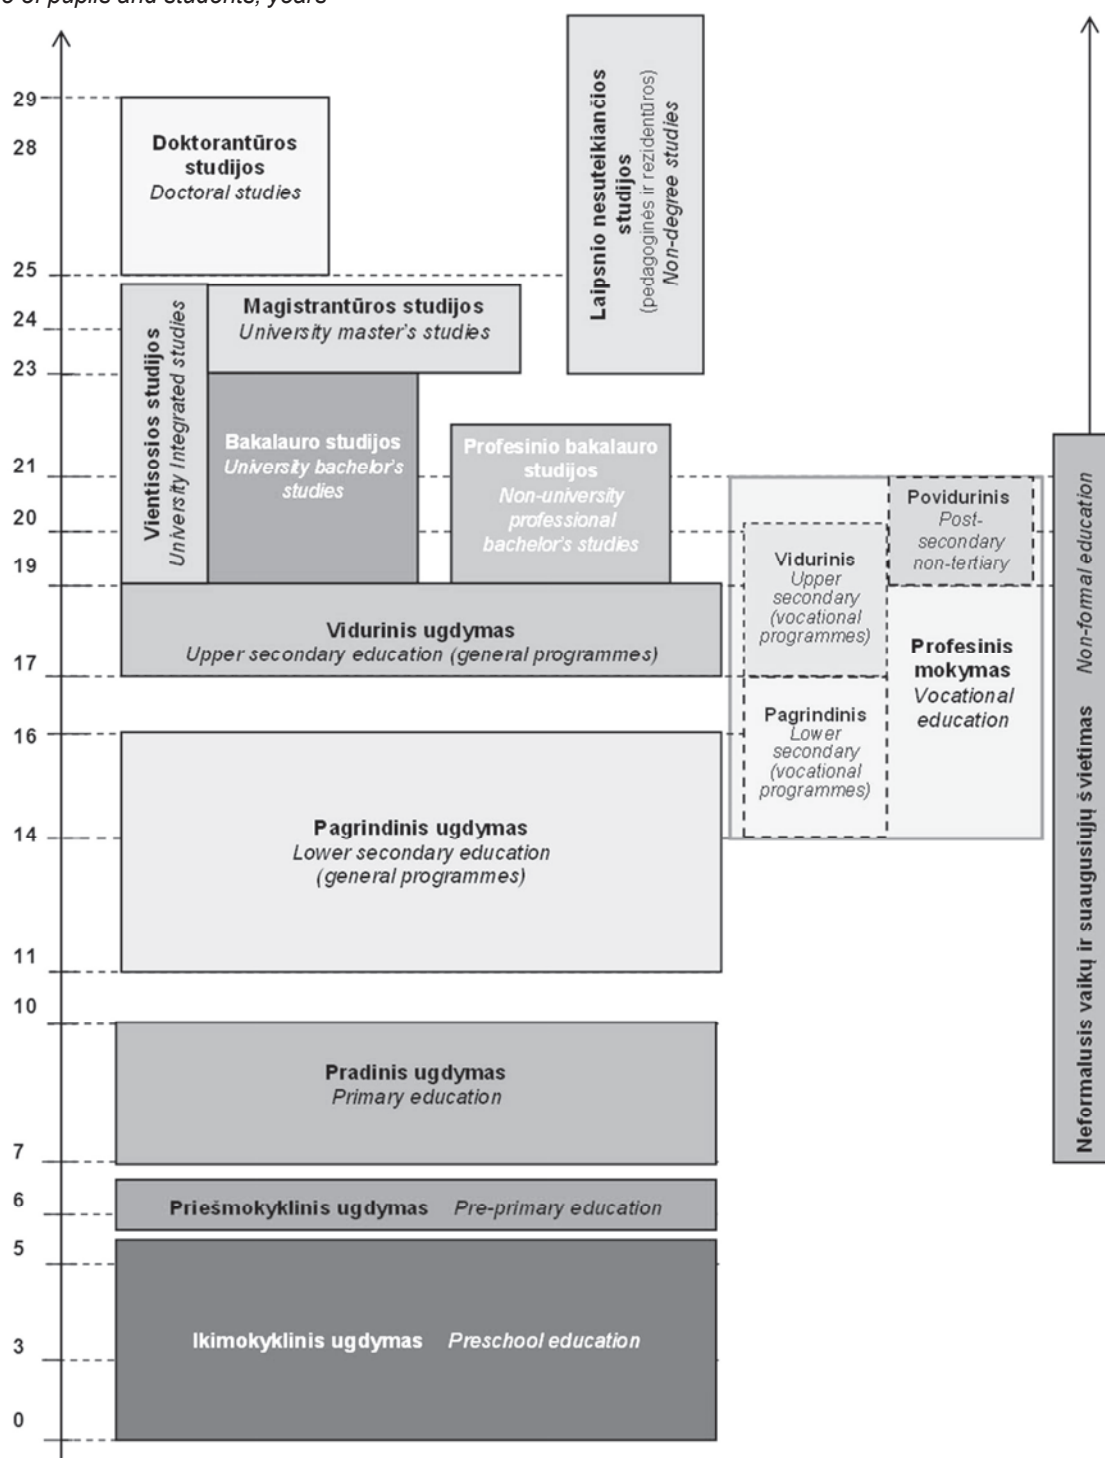 of pupils and students, years
29
28
25
24
23
21
20
19
17
16
14
11
10
7
6
5
3
0
Doktorantūros
studijos
Doctoral studies
Laipsnio nesuteikiančios
studijos
(pedagoginės ir rezidentūros)
Non-degree studies
Vientisosios studijos
University Integrated studies
Magistrantūros studijos
University master's studies
Bakalauro studijos
University bachelor's
studies
Profesinio bakalauro
studijos
Non-university
professional
bachelor's studies
Povidurinis
Post-
secondary
non-tertiary
Vidurinis
Upper
secondary
(vocational
programmes)
Vidurinis ugdymas
Upper secondary education (general programmes)
Profesinis
mokymas
Vocational
education
Pagrindinis
Lower
secondary
(vocational
programmes)
Pagrindinis ugdymas
Lower secondary education
(general programmes)
Pradinis ugdymas
Primary education
Priešmokyklinis ugdymas Pre-primary education
Ikimokyklinis ugdymas Preschool education
Neformalusis vaikų ir suaugusiųjų švietimas Non-formal education